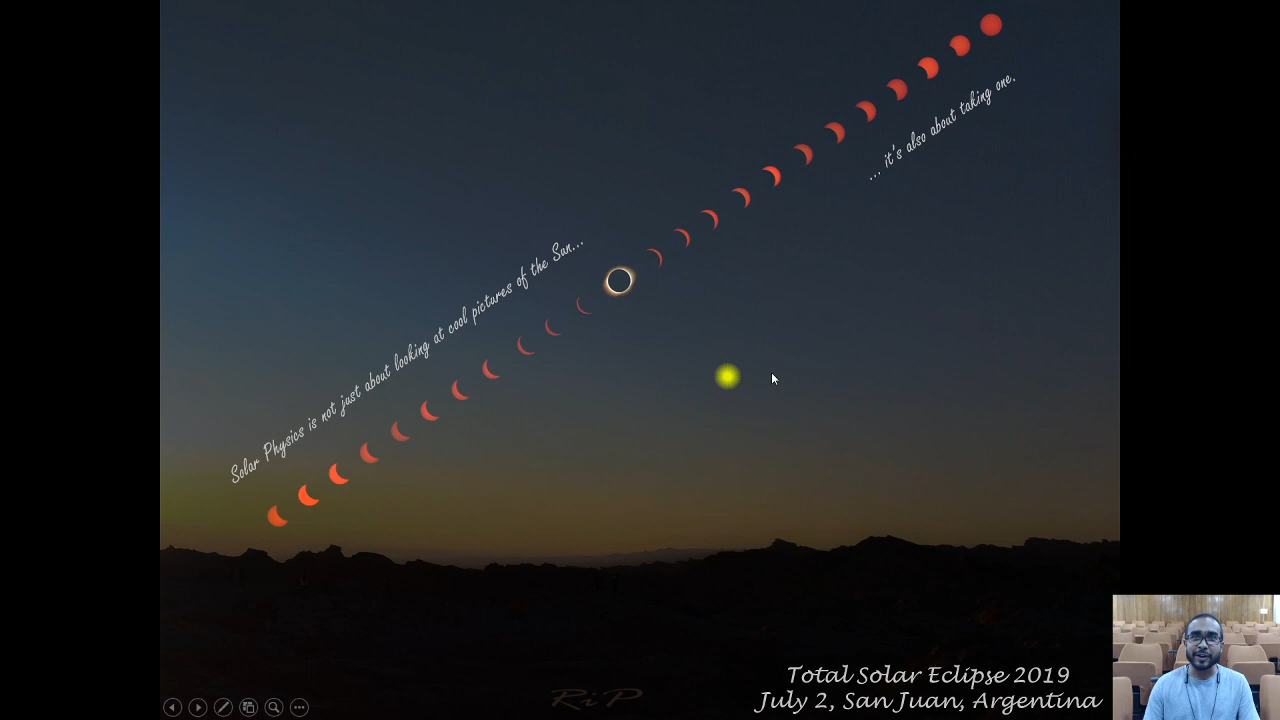 Solar Physics is not just about looking at cool pictures of the Sun...
... it's also about taking one.
Total Solar Eclipse 2019
July 2, San Juan, Argentina
RiP